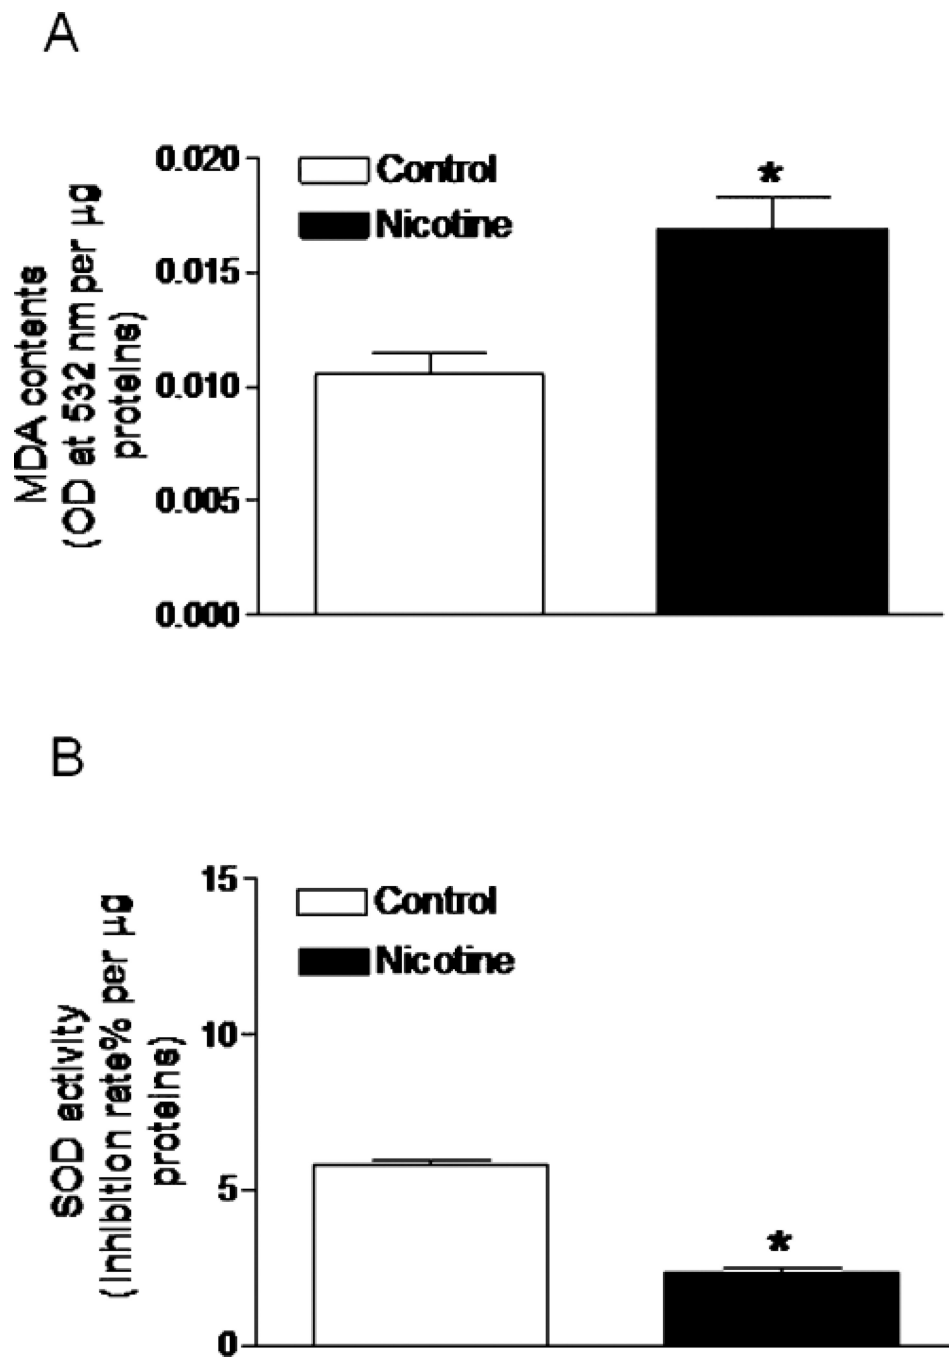 A
0.020
0.015
0.010
0.005
0.000
MDA contents
(OD at 532 nm per µg
proteins)
Control
Nicotine
*
B
15
10
5
0
SOD activity
(Inhibition rate% per µg
proteins)
Control
Nicotine
*